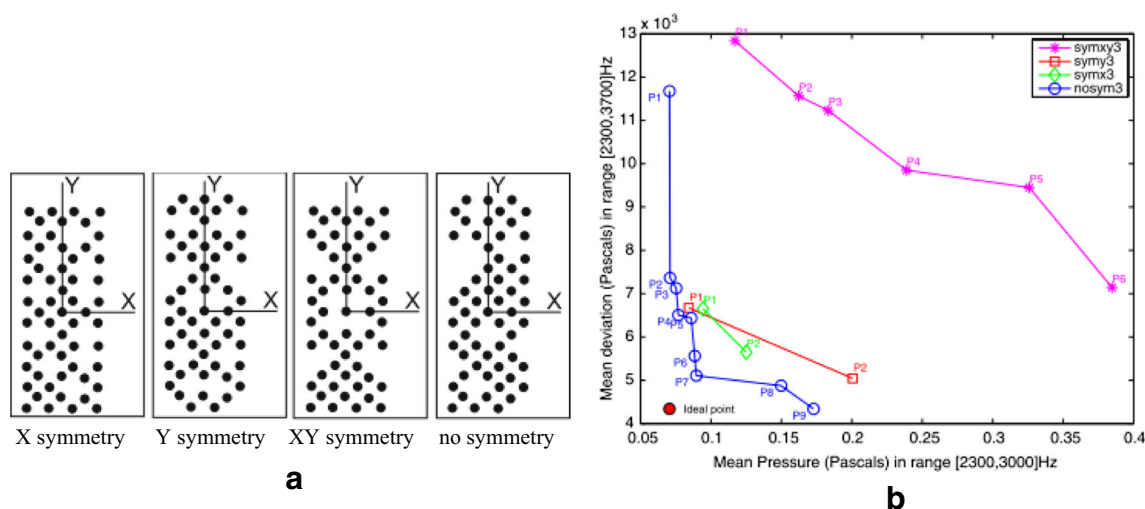 Y
X
Y
X
Y
X
Y
X
X symmetry
Y symmetry
XY symmetry
no symmetry
a
b
x 10³
13
12
11
10
9
8
7
6
5
4
0.05
0.1
0.15
0.2
0.25
0.3
0.35
0.4
Mean deviation (Pascals) in range [2300,3700]Hz
Mean Pressure (Pascals) in range [2300,3000]Hz
symxy3
symy3
symx3
nosym3
P1
P2
P3
P4
P5
P6
P1
P2
P3
P4
P5
P6
P7
P8
P9
P1
P2
P1
P2
Ideal point